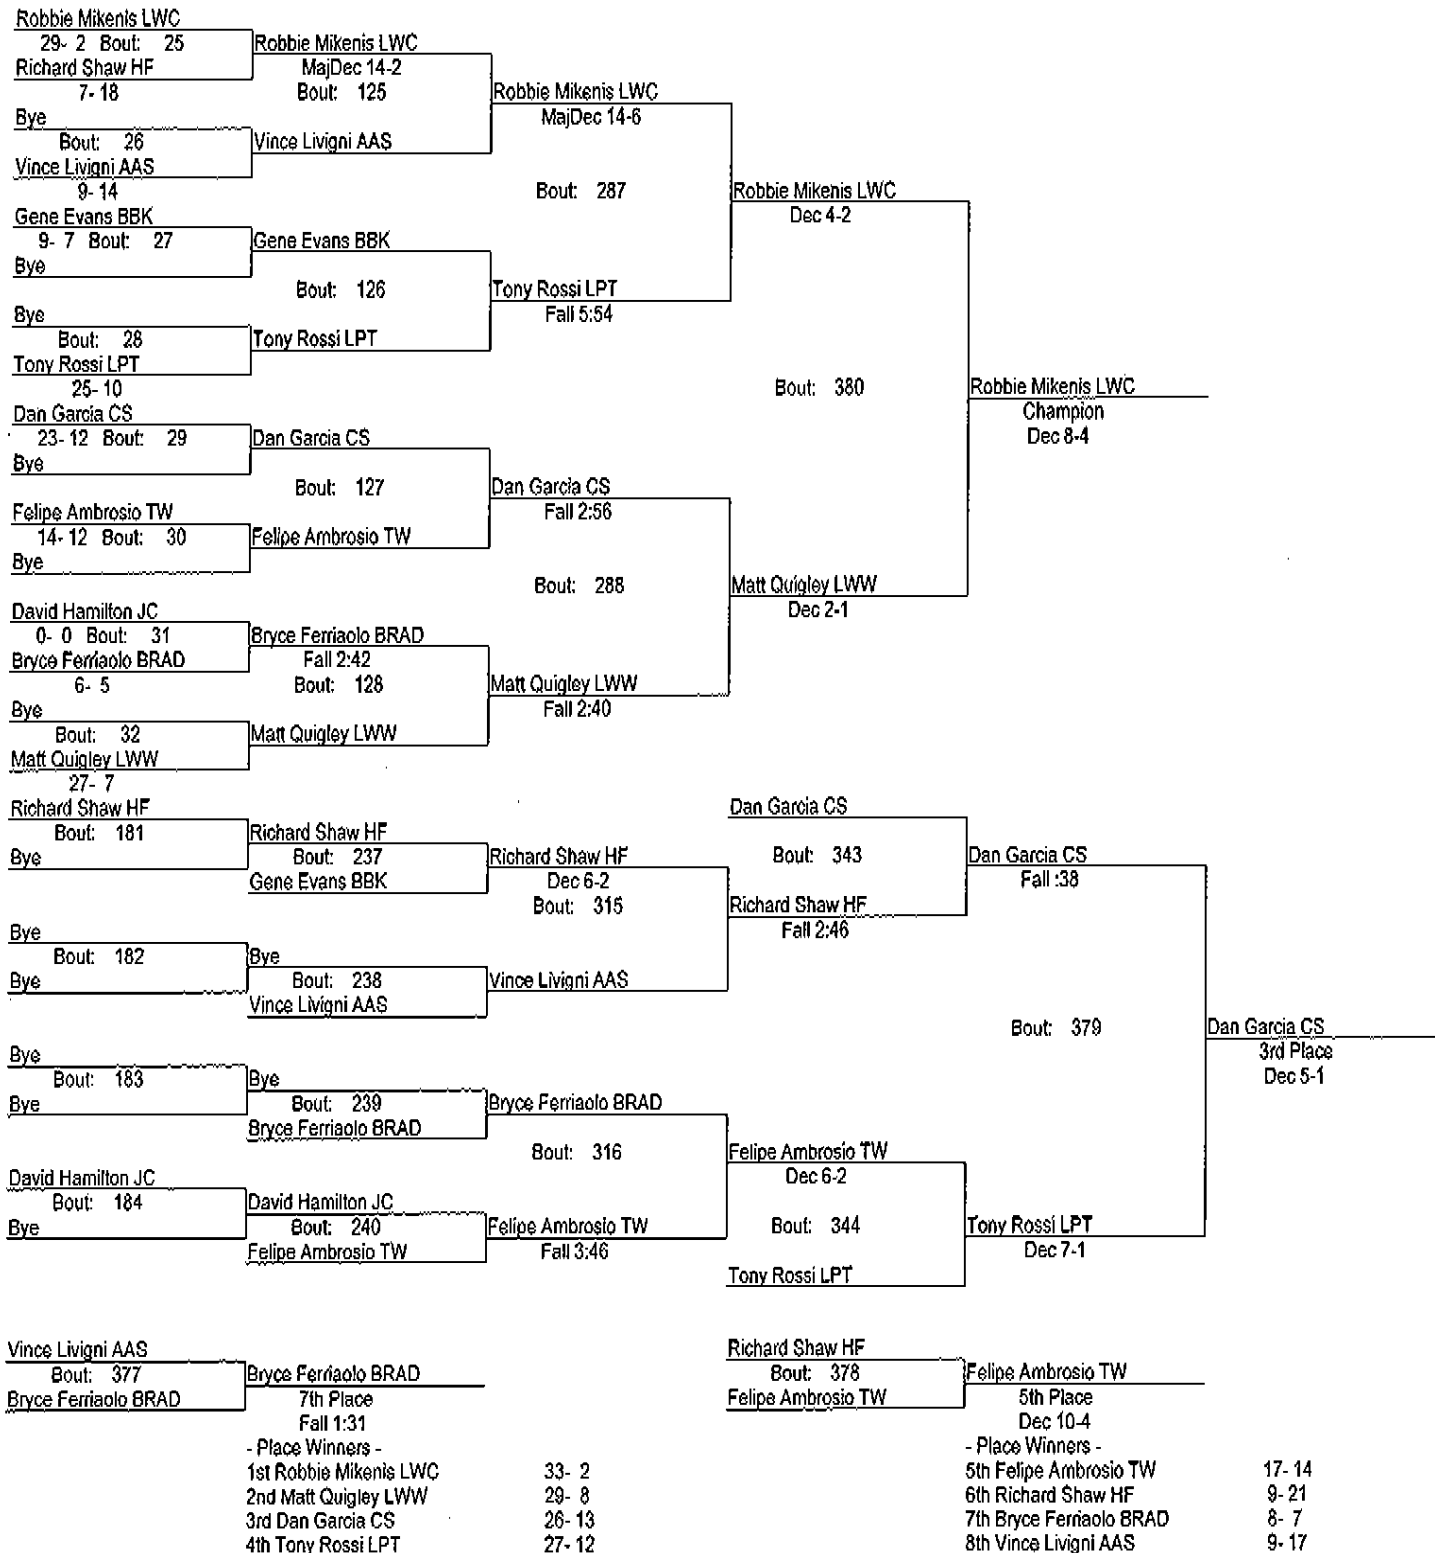 Robbie Mikenis LWC
29- 2 Bout: 25
Richard Shaw HF
7- 18
Bye
Bout: 26
Vince Livigni AAS
9- 14
Gene Evans BBK
9- 7 Bout: 27
Bye
Bye
Bout: 28
Tony Rossi LPT
25- 10
Dan Garcia CS
23- 12 Bout: 29
Bye
Felipe Ambrosio TW
14- 12 Bout: 30
Bye
David Hamilton JC
0- 0 Bout: 31
Bryce Ferriaolo BRAD
6- 5
Bye
Bout: 32
Matt Quigley LWW
27- 7
Robbie Mikenis LWC
MajDec 14-2
Bout: 125
Vince Livigni AAS
Gene Evans BBK
Bout: 126
Tony Rossi LPT
Dan Garcia CS
Bout: 127
Felipe Ambrosio TW
Bryce Ferriaolo BRAD
Fall 2:42
Bout: 128
Matt Quigley LWW
Robbie Mikenis LWC
MajDec 14-6
Bout: 287
Tony Rossi LPT
Fall 5:54
Dan Garcia CS
Fall 2:56
Bout: 288
Matt Quigley LWW
Fall 2:40
Robbie Mikenis LWC
Dec 4-2
Bout: 380
Matt Quigley LWW
Dec 2-1
Robbie Mikenis LWC
Champion
Dec 8-4
Richard Shaw HF
Bout: 181
Bye
Bye
Bout: 182
Bye
Bye
Bout: 183
Bye
David Hamilton JC
Bout: 184
Bye
Richard Shaw HF
Bout: 237
Gene Evans BBK
Bye
Bout: 238
Vince Livigni AAS
Bye
Bout: 239
Bryce Ferriaolo BRAD
David Hamilton JC
Bout: 240
Felipe Ambrosio TW
Richard Shaw HF
Dec 6-2
Bout: 315
Vince Livigni AAS
Bryce Ferriaolo BRAD
Bout: 316
Felipe Ambrosio TW
Fall 3:46
Dan Garcia CS
Bout: 343
Richard Shaw HF
Fall 2:46
Felipe Ambrosio TW
Dec 6-2
Bout: 344
Tony Rossi LPT
Dan Garcia CS
Fall :38
Bout: 379
Tony Rossi LPT
Dec 7-1
Dan Garcia CS
3rd Place
Dec 5-1
Vince Livigni AAS
Bout: 377
Bryce Ferriaolo BRAD
Bryce Ferriaolo BRAD
7th Place
Fall 1:31
Richard Shaw HF
Bout: 378
Felipe Ambrosio TW
Felipe Ambrosio TW
5th Place
Dec 10-4
- Place Winners -
1st Robbie Mikenis LWC 33- 2
2nd Matt Quigley LWW 29- 8
3rd Dan Garcia CS 26- 13
4th Tony Rossi LPT 27- 12
- Place Winners -
5th Felipe Ambrosio TW 17- 14
6th Richard Shaw HF 9- 21
7th Bryce Ferriaolo BRAD 8- 7
8th Vince Livigni AAS 9- 17